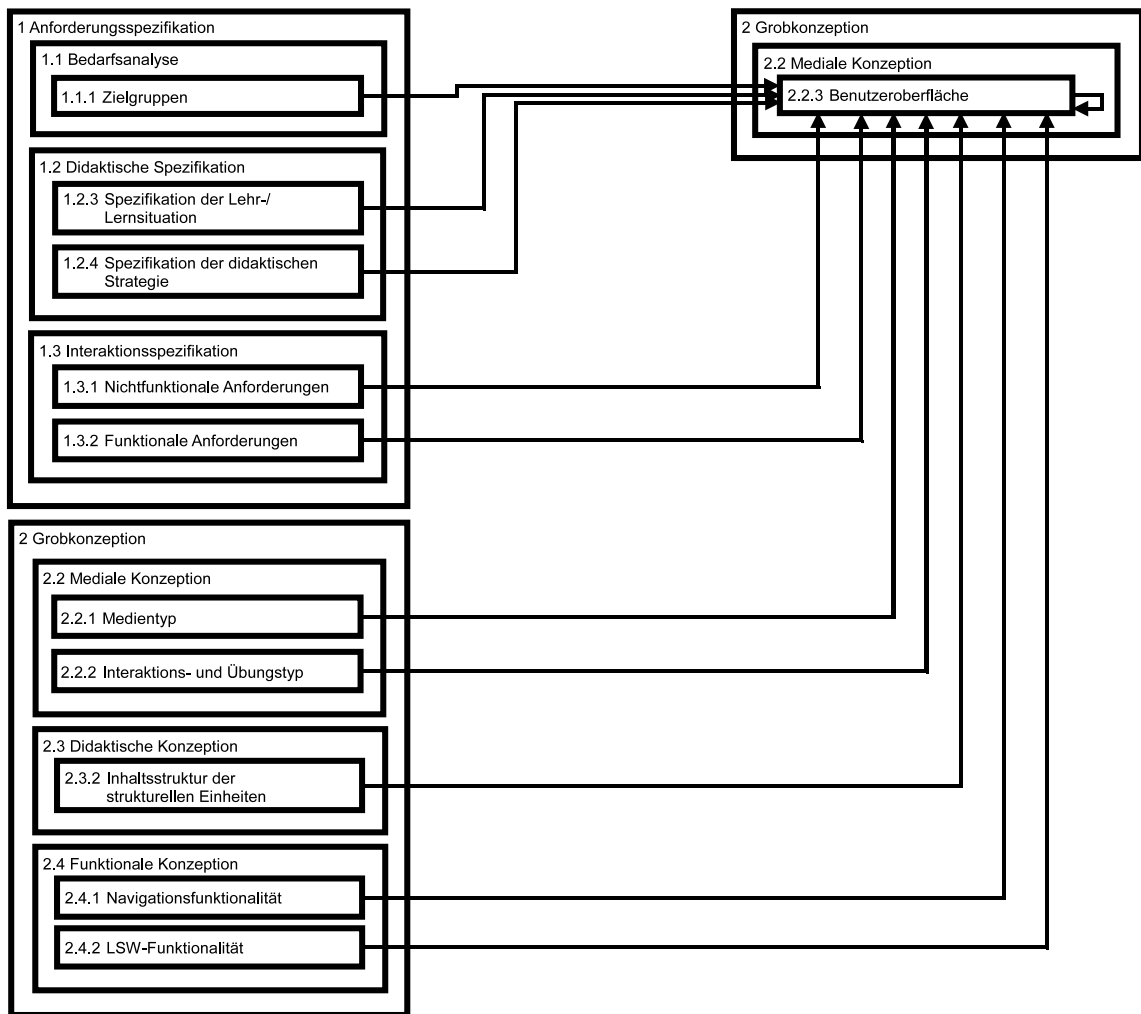 1 Anforderungsspezifikation
1.1 Bedarfsanalyse
1.1.1 Zielgruppen
1.2 Didaktische Spezifikation
1.2.3 Spezifikation der Lehr-/
Lernsituation
1.2.4 Spezifikation der didaktischen
Strategie
1.3 Interaktionsspezifikation
1.3.1 Nichtfunktionale Anforderungen
1.3.2 Funktionale Anforderungen
2 Grobkonzeption
2.2 Mediale Konzeption
2.2.1 Medientyp
2.2.2 Interaktions- und Übungstyp
2.3 Didaktische Konzeption
2.3.2 Inhaltsstruktur der
strukturellen Einheiten
2.4 Funktionale Konzeption
2.4.1 Navigationsfunktionalität
2.4.2 LSW-Funktionalität
2 Grobkonzeption
2.2 Mediale Konzeption
2.2.3 Benutzeroberfläche